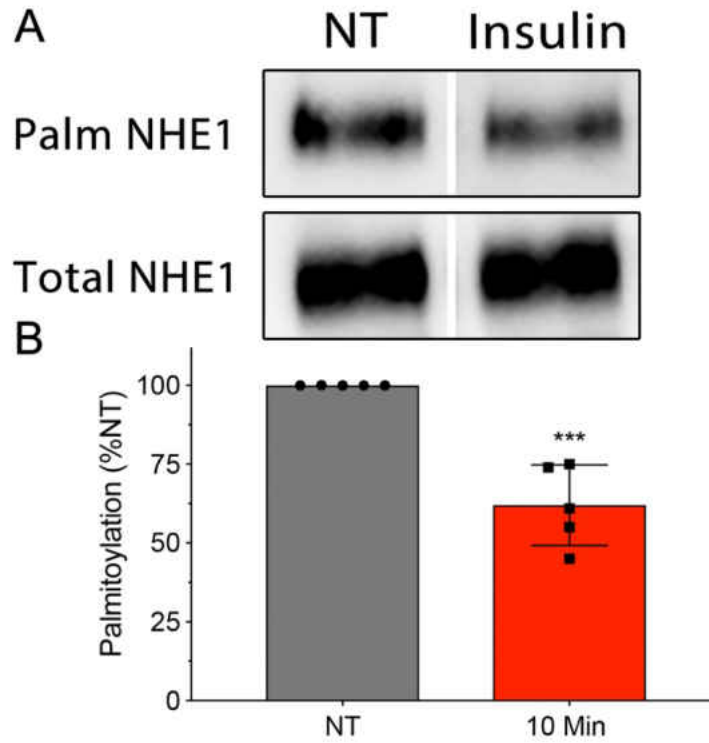 A
NT Insulin
Palm NHE1
Total NHE1
B
Palmitoylation (%NT)
100
75
50
25
0
***
NT 10 Min